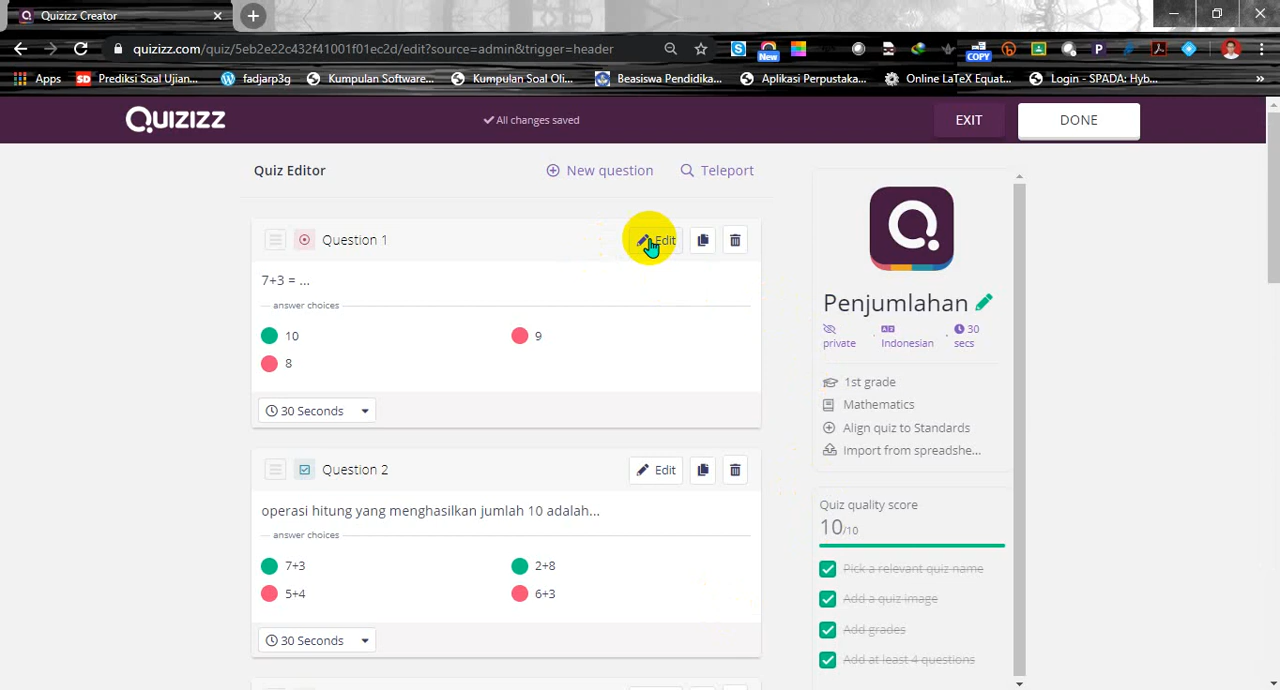 Quizizz Creator
quizizz.com/quiz/5eb2e22c432f41001f01ec2d/edit?source=admin&trigger=header
New
COPY
Apps
Prediksi Soal Ujian...
fadjarp3g
Kumpulan Software...
Kumpulan Soal Oli...
Beasiswa Pendidika...
Aplikasi Perpustaka...
Online LaTeX Equat...
Login - SPADA: Hyb...
QUIZIZZ
All changes saved
EXIT
DONE
Quiz Editor
New question
Teleport
Question 1
Edit
7+3 = ...
answer choices
10
9
8
30 Seconds
Question 2
Edit
operasi hitung yang menghasilkan jumlah 10 adalah...
answer choices
7+3
2+8
5+4
6+3
30 Seconds
Penjumlahan
private
Indonesian
30 secs
1st grade
Mathematics
Align quiz to Standards
Import from spreadshe...
Quiz quality score
10/10
Pick a relevant quiz name
Add a quiz image
Add grades
Add at least 4 questions